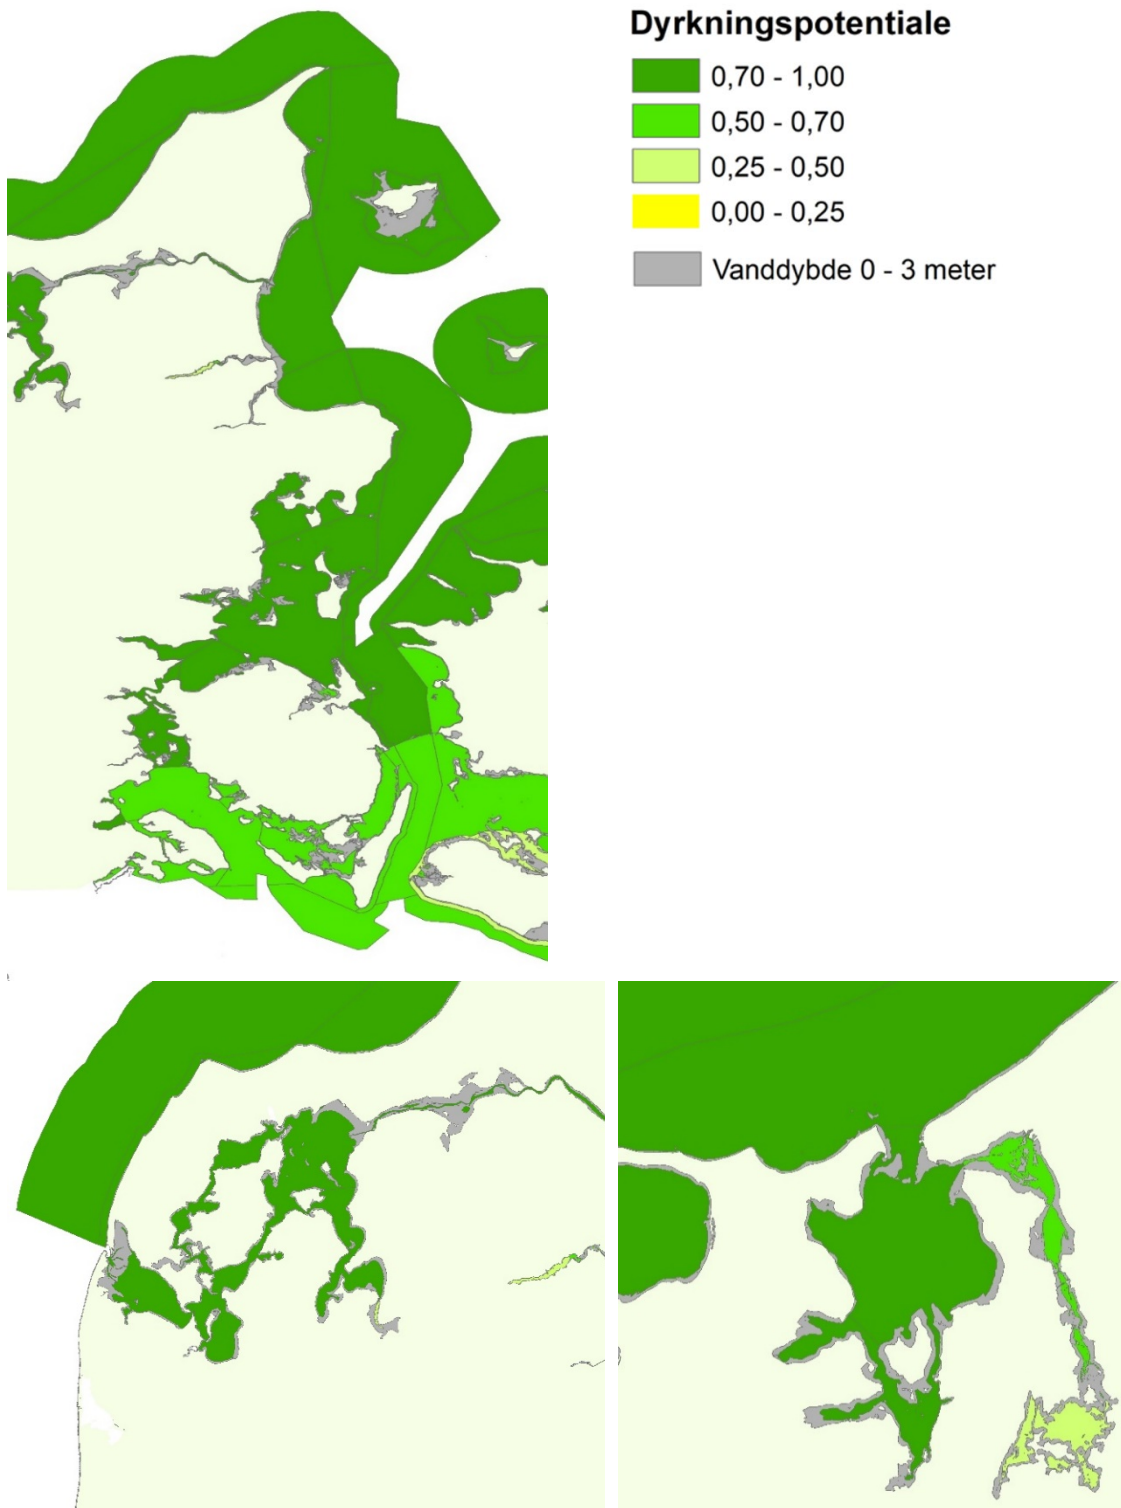 Dyrkningspotentiale
0,70 - 1,00
0,50 - 0,70
0,25 - 0,50
0,00 - 0,25
Vanddybde 0 - 3 meter